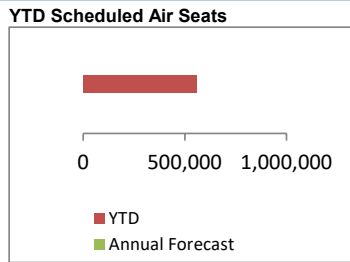 YTD Scheduled Air Seats
0 500,000 1,000,000
YTD
Annual Forecast